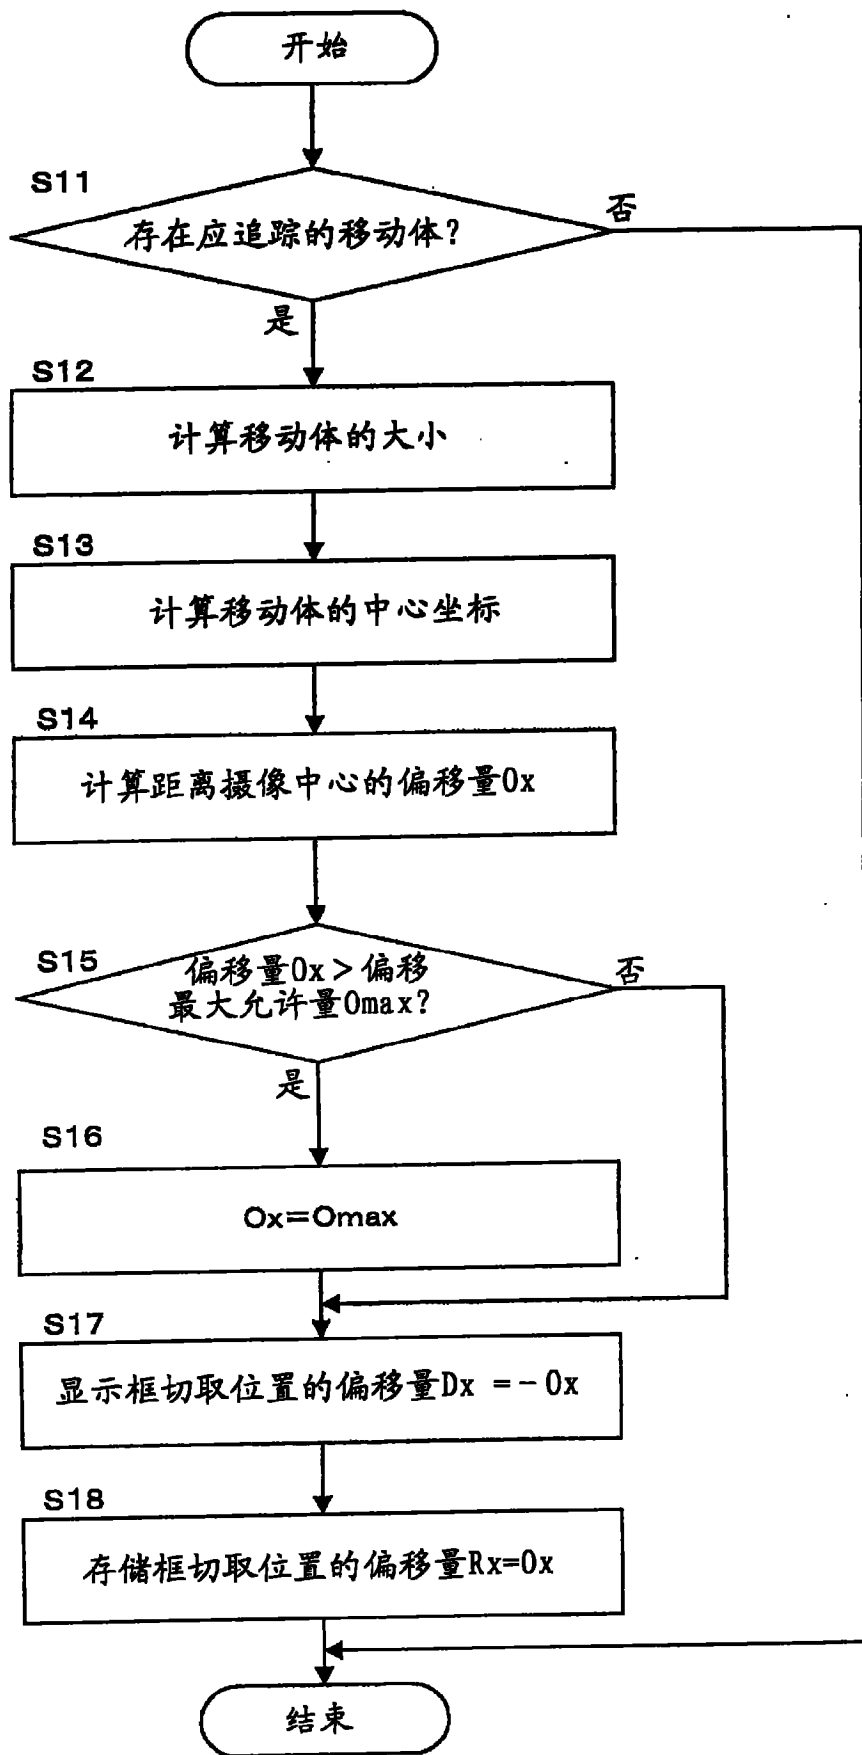 开始
S11
存在应追踪的移动体?
否
是
S12
计算移动体的大小
S13
计算移动体的中心坐标
S14
计算距离摄像中心的偏移量Ox
S15
偏移量Ox>偏移
最大允许量Omax?
否
是
S16
Ox=Omax
S17
显示框切取位置的偏移量Dx =-Ox
S18
存储框切取位置的偏移量Rx=Ox
结束